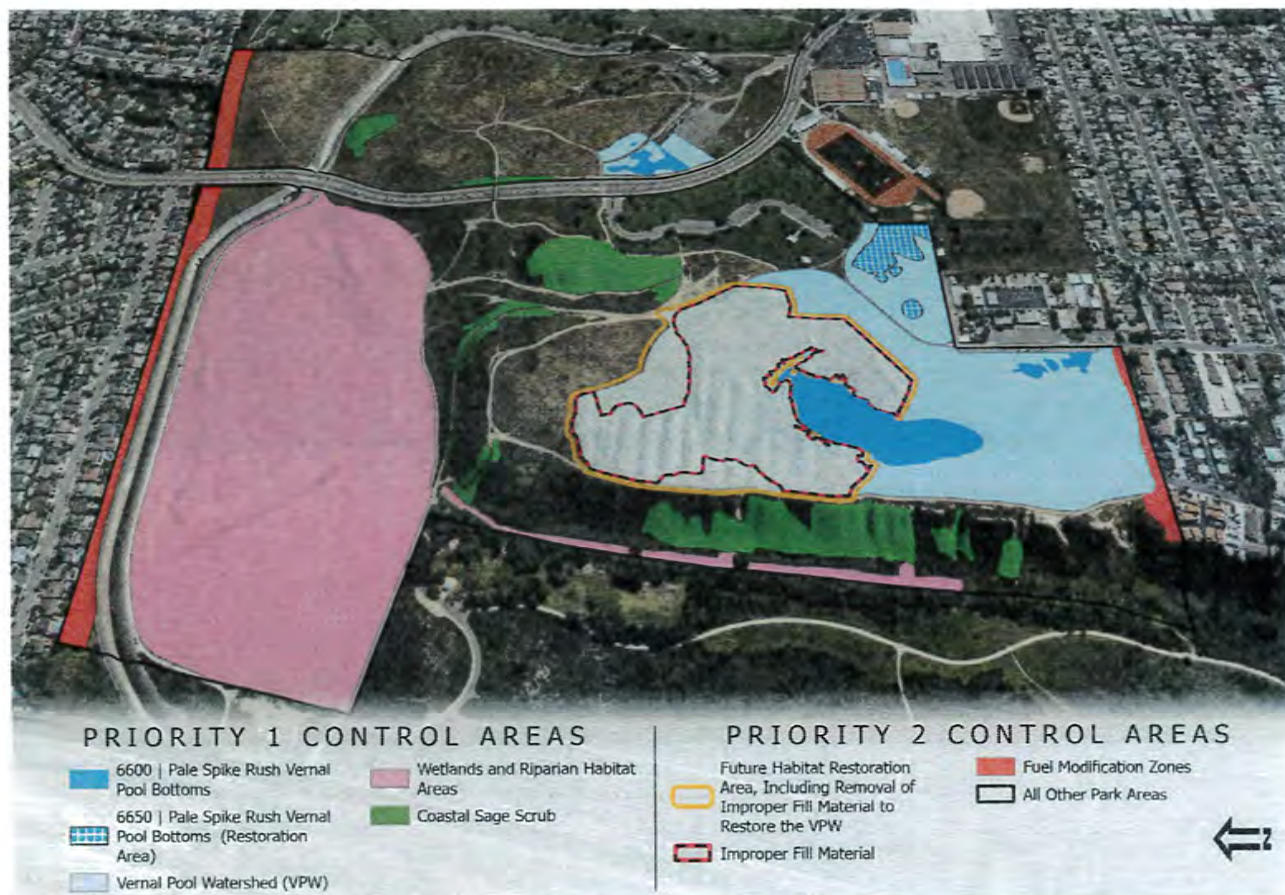 PRIORITY 1 CONTROL AREAS
6600 | Pale Spike Rush Vernal
Pool Bottoms
6650 | Pale Spike Rush Vernal
Pool Bottoms (Restoration
Area)
Vernal Pool Watershed (VPW)
Wetlands and Riparian Habitat
Areas
Coastal Sage Scrub
PRIORITY 2 CONTROL AREAS
Future Habitat Restoration
Area, Including Removal of
Improper Fill Material to
Restore the VPW
Improper Fill Material
Fuel Modification Zones
All Other Park Areas
N